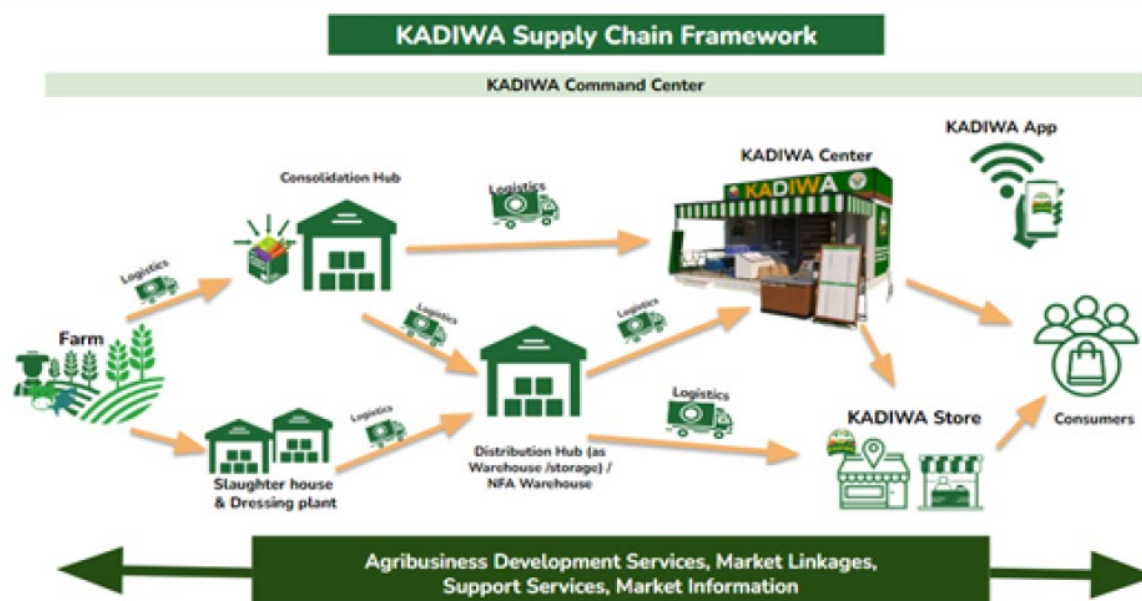 KADIWA Supply Chain Framework
KADIWA Command Center
KADIWA App
KADIWA Center
Consolidation Hub
Logistics
KADIWA
Logistics
Logistics
Logistics
Farm
Logistics
Logistics
KADIWA Store
Consumers
Distribution Hub (as
Warehouse /storage) /
NFA Warehouse
Slaughter house
& Dressing plant
Agribusiness Development Services, Market Linkages,
Support Services, Market Information